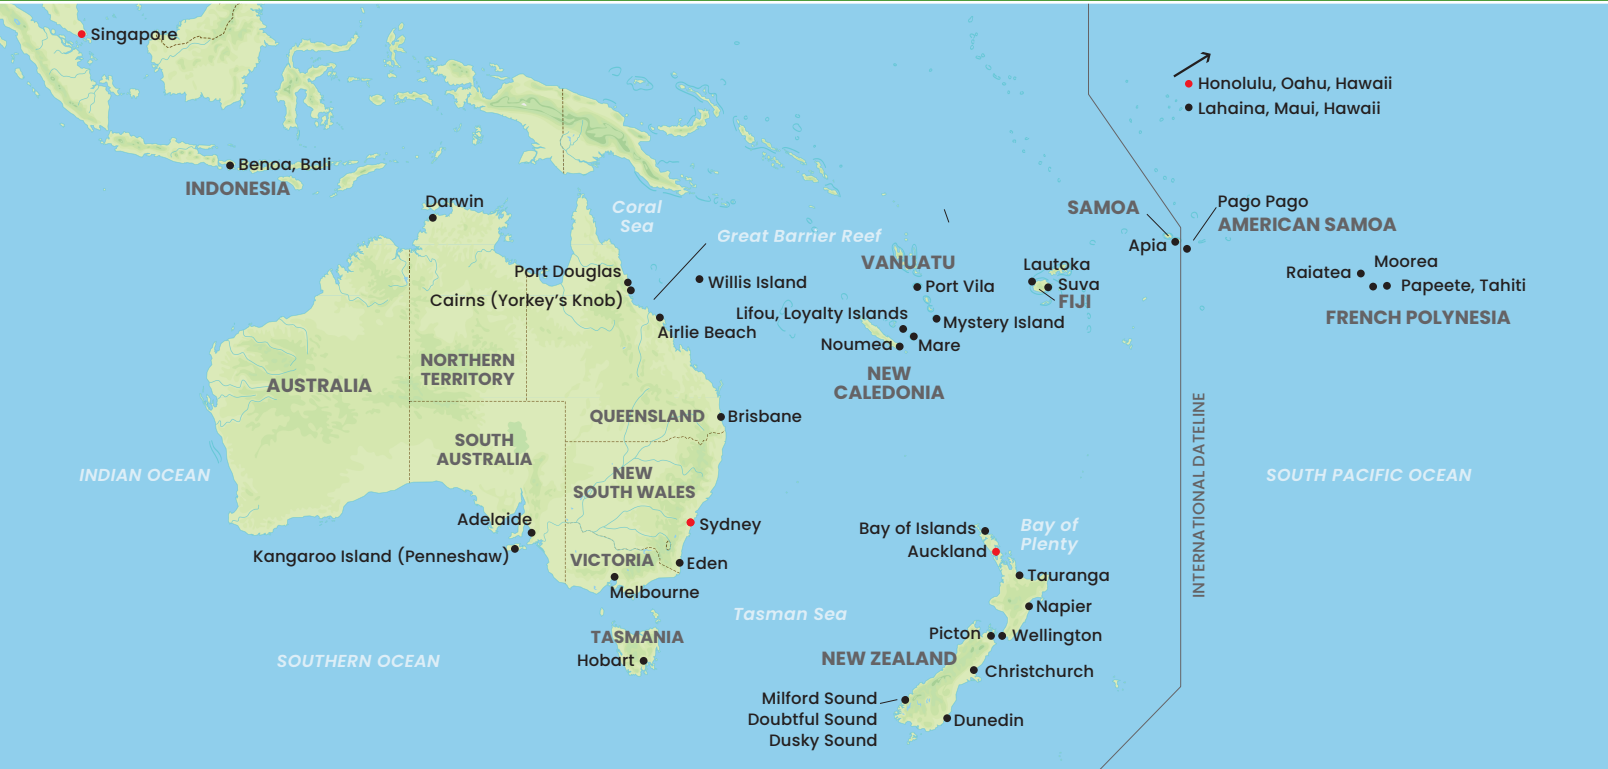 Singapore
Honolulu, Oahu, Hawaii
Lahaina, Maui, Hawaii
Benoa, Bali
INDONESIA
Darwin
Coral
Sea
Great Barrier Reef
SAMOA
Pago Pago
AMERICAN SAMOA
Apia
Port Douglas
Cairns (Yorkey's Knob)
Willis Island
Airlie Beach
VANUATU
Port Vila
Lautoka
Suva
FIJI
Raiatea
Moorea
Papeete, Tahiti
FRENCH POLYNESIA
Lifou, Loyalty Islands
Mystery Island
Noumea
Mare
NEW
CALEDONIA
AUSTRALIA
NORTHERN
TERRITORY
QUEENSLAND
Brisbane
SOUTH
AUSTRALIA
NEW
SOUTH WALES
INDIAN OCEAN
SOUTH PACIFIC OCEAN
INTERNATIONAL DATELINE
Adelaide
Sydney
Kangaroo Island (Penneshaw)
VICTORIA
Eden
Melbourne
Bay of Islands
Bay of
Plenty
Auckland
Tauranga
Napier
Tasman Sea
TASMANIA
Hobart
Picton
Wellington
NEW ZEALAND
Christchurch
SOUTHERN OCEAN
Milford Sound
Doubtful Sound
Dusky Sound
Dunedin